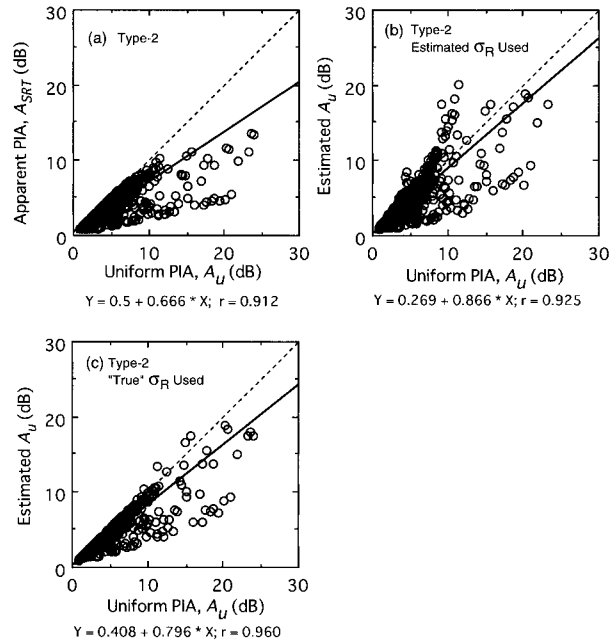 (a) Type-2
Apparent PIA, A_SRT (dB)
30
20
10
0
0 10 20 30
Uniform PIA, A_u (dB)
Y = 0.5 + 0.666 * X; r = 0.912
(b) Type-2
Estimated σ_R Used
Estimated A_u (dB)
30
20
10
0
0 10 20 30
Uniform PIA, A_u (dB)
Y = 0.269 + 0.866 * X; r = 0.925
(c) Type-2
"True" σ_R Used
Estimated A_u (dB)
30
20
10
0
0 10 20 30
Uniform PIA, A_u (dB)
Y = 0.408 + 0.796 * X; r = 0.960